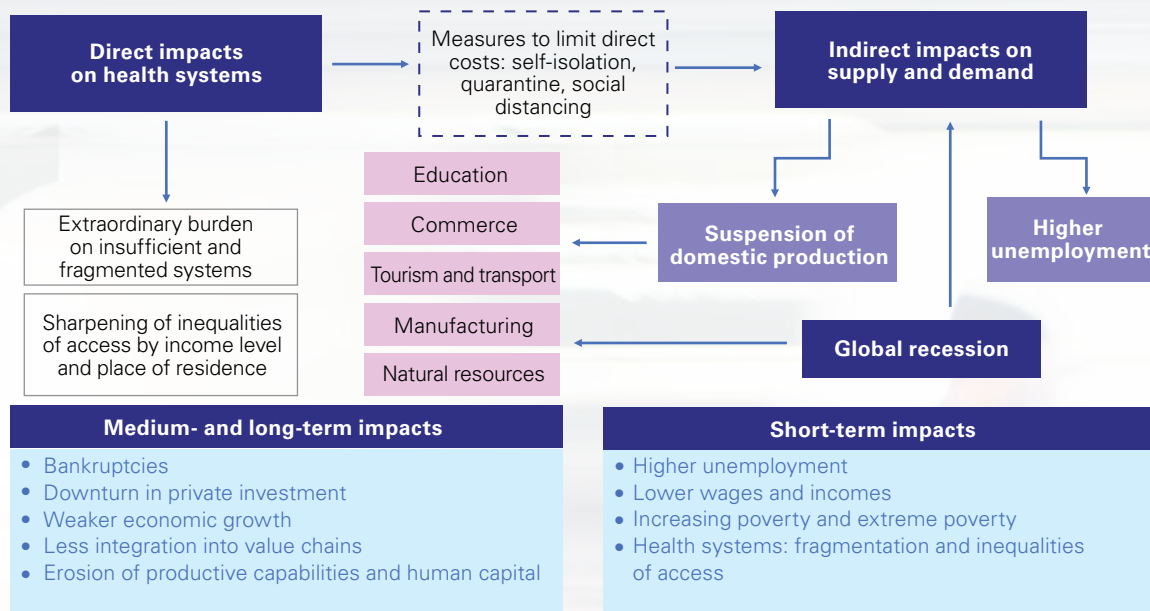 Direct impacts
on health systems
Measures to limit direct
costs: self-isolation,
quarantine, social
distancing
Indirect impacts on
supply and demand
Extraordinary burden
on insufficient and
fragmented systems
Sharpening of inequalities
of access by income level
and place of residence
Education
Commerce
Tourism and transport
Manufacturing
Natural resources
Suspension of
domestic production
Higher
unemployment
Global recession
Medium- and long-term impacts
• Bankruptcies
• Downturn in private investment
• Weaker economic growth
• Less integration into value chains
• Erosion of productive capabilities and human capital
Short-term impacts
• Higher unemployment
• Lower wages and incomes
• Increasing poverty and extreme poverty
• Health systems: fragmentation and inequalities
of access